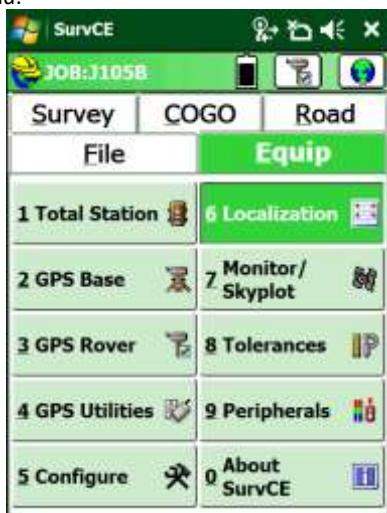 SurvCE
JOB:J105B
Survey COGO Road
File Equip
1 Total Station 6 Localization
2 GPS Base 7 Monitor/
Skyplot
3 GPS Rover 8 Tolerances
4 GPS Utilities 9 Peripherals
5 Configure 0 About
SurvCE